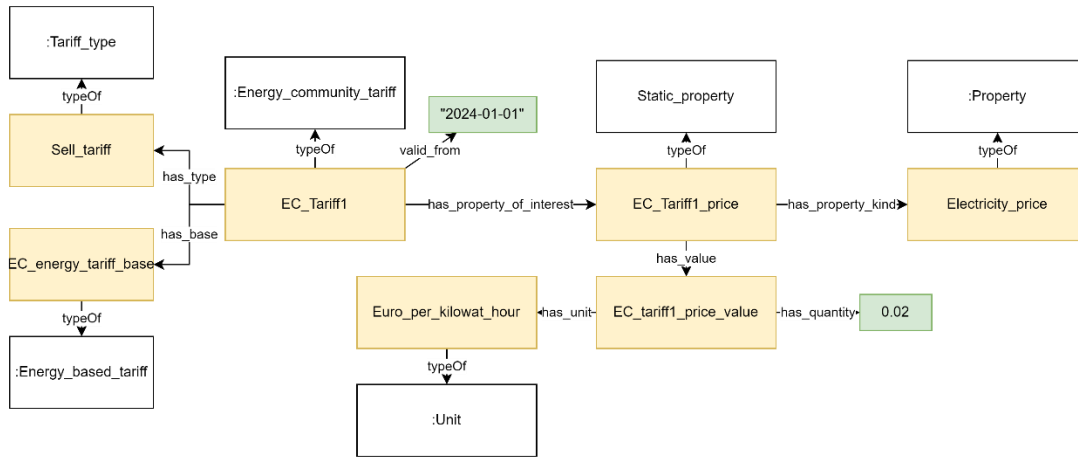 :Tariff_type
:Energy_community_tariff
"2024-01-01"
Static_property
:Property
typeOf
typeOf
valid_from
typeOf
typeOf
Sell_tariff
has_type
EC_Tariff1
has_property_of_interest
EC_Tariff1_price
has_property_kind
Electricity_price
has_base
EC_energy_tariff_base
has_value
typeOf
Euro_per_kilowat_hour
has_unit
EC_tariff1_price_value
has_quantity
0.02
:Energy_based_tariff
typeOf
:Unit